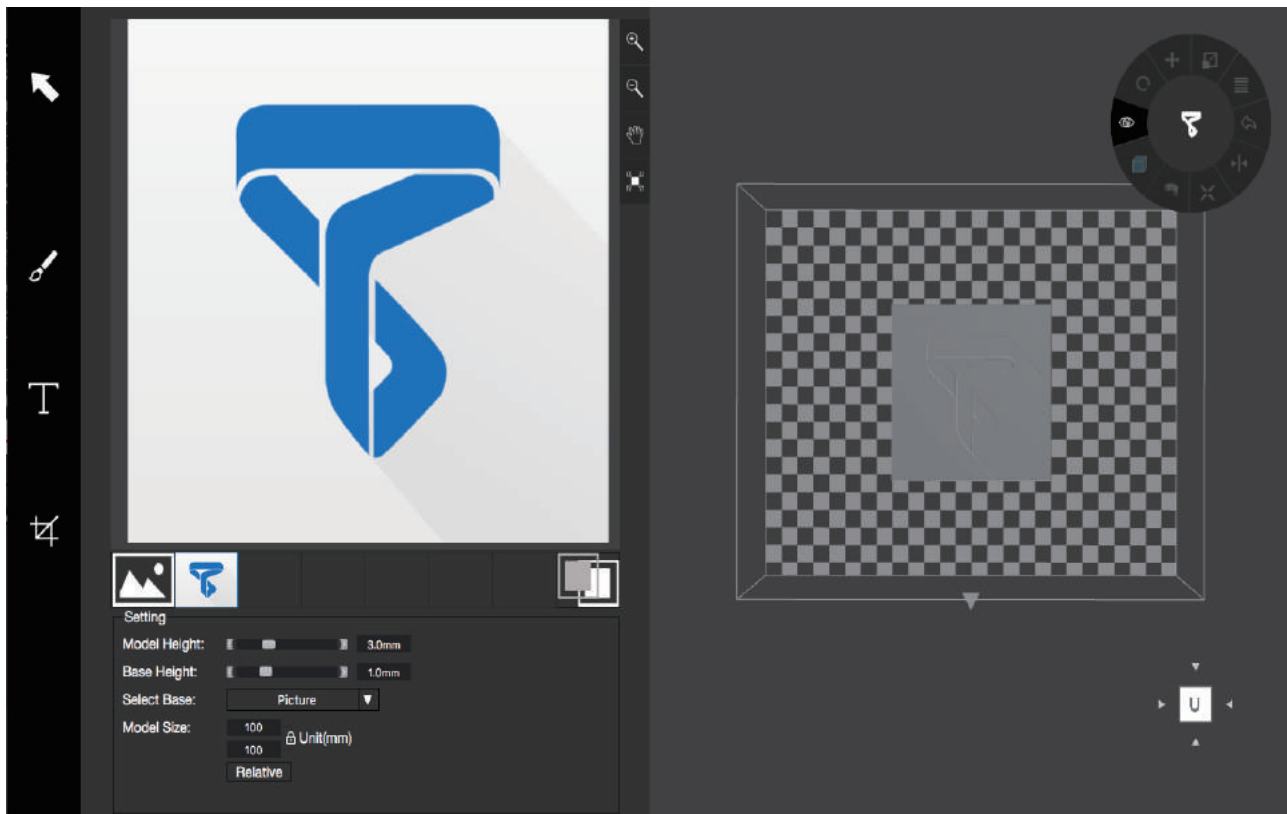 Setting
Model Height: 3.0mm
Base Height: 1.0mm
Select Base: Picture
Model Size: 100
100
Unit(mm)
Relative
U